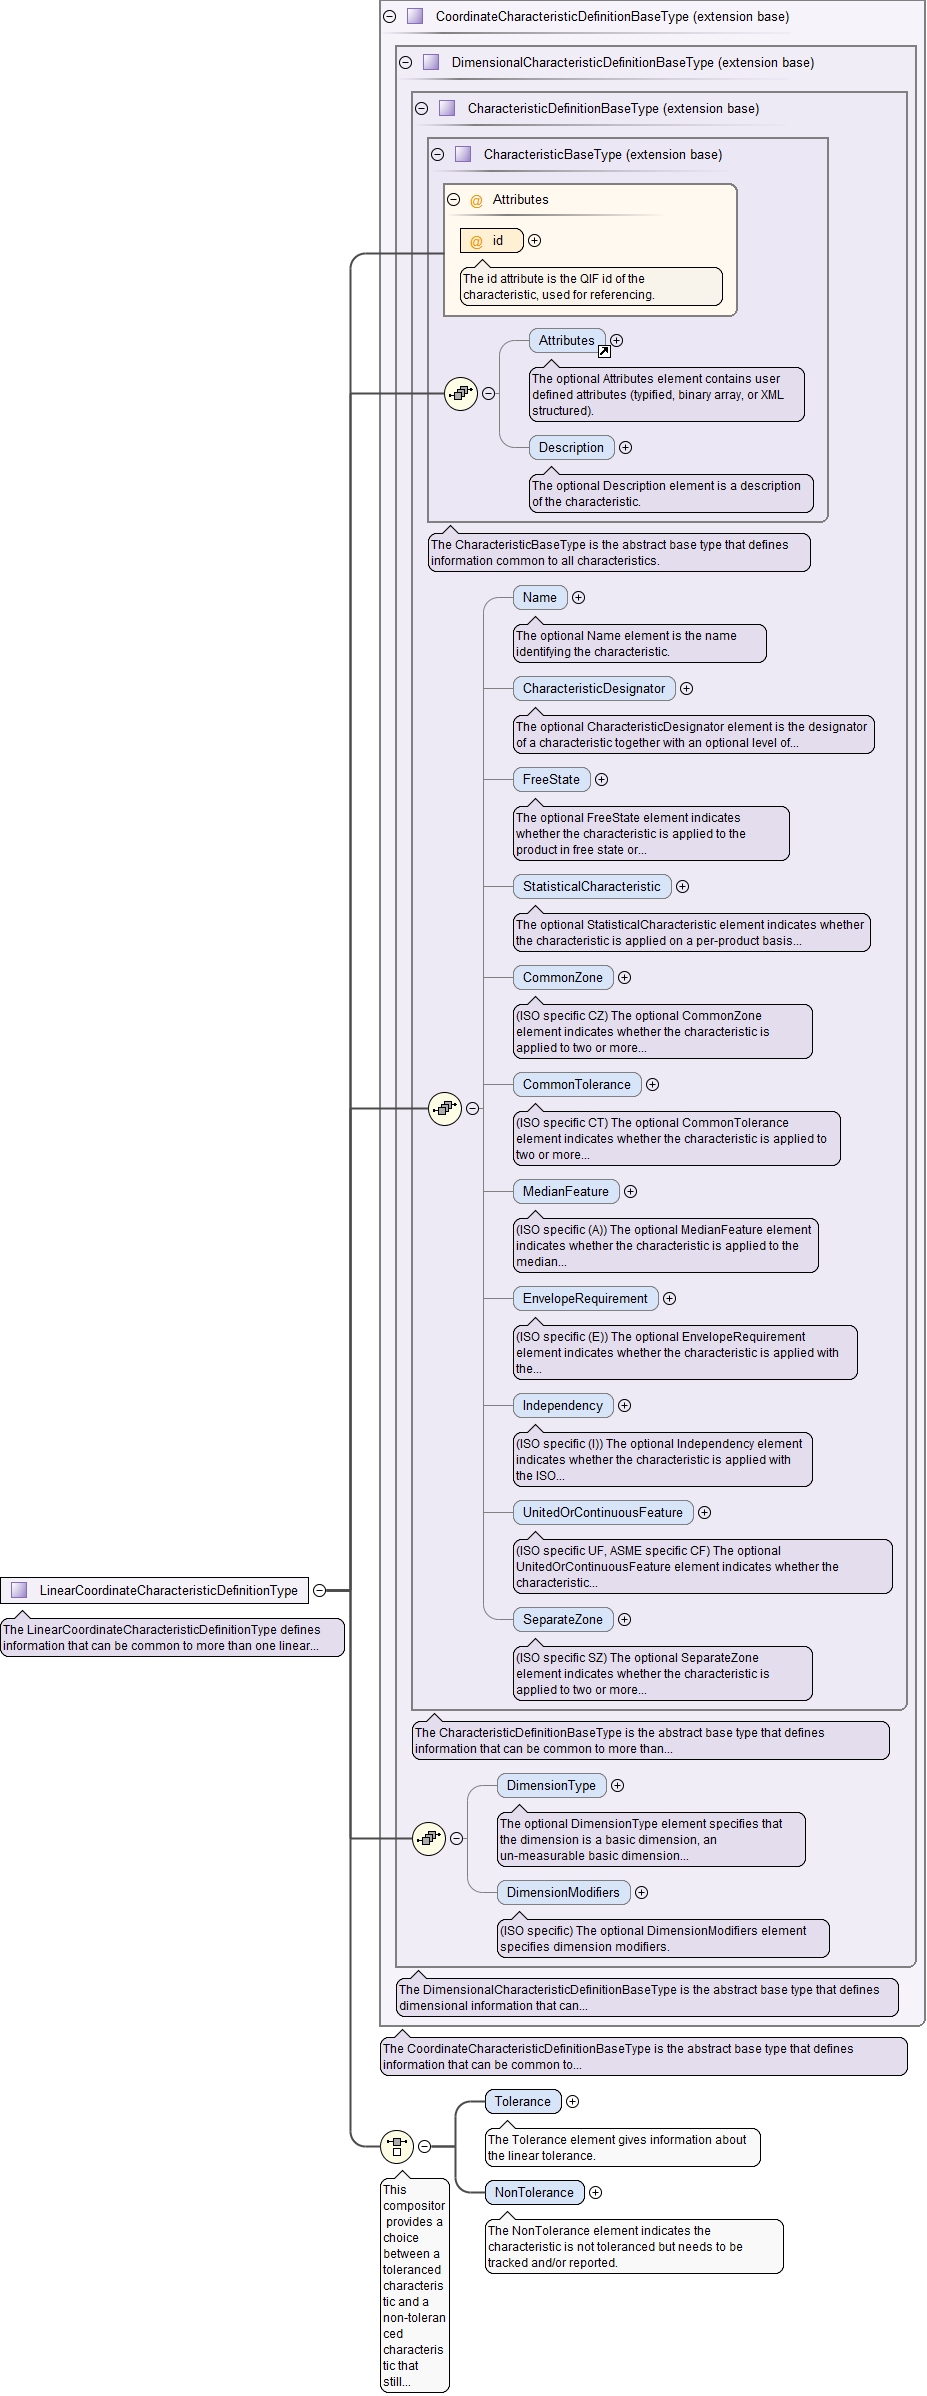 CoordinateCharacteristicDefinitionBaseType (extension base)
DimensionalCharacteristicDefinitionBaseType (extension base)
CharacteristicDefinitionBaseType (extension base)
CharacteristicBaseType (extension base)
@ Attributes
@ id
The id attribute is the QIF id of the
characteristic, used for referencing.
Attributes
The optional Attributes element contains user
defined attributes (typified, binary array, or XML
structured).
Description
The optional Description element is a description
of the characteristic.
The CharacteristicBaseType is the abstract base type that defines
information common to all characteristics.
Name
The optional Name element is the name
identifying the characteristic.
CharacteristicDesignator
The optional CharacteristicDesignator element is the designator
of a characteristic together with an optional level of...
FreeState
The optional FreeState element indicates
whether the characteristic is applied to the
product in free state or...
StatisticalCharacteristic
The optional StatisticalCharacteristic element indicates whether
the characteristic is applied on a per-product basis...
CommonZone
(ISO specific CZ) The optional CommonZone
element indicates whether the characteristic is
applied to two or more...
CommonTolerance
(ISO specific CT) The optional CommonTolerance
element indicates whether the characteristic is applied to
two or more...
MedianFeature
(ISO specific (A)) The optional MedianFeature element
indicates whether the characteristic is applied to the
median...
EnvelopeRequirement
(ISO specific (E)) The optional EnvelopeRequirement
element indicates whether the characteristic is applied with
the...
Independency
(ISO specific (I)) The optional Independency element
indicates whether the characteristic is applied with
the ISO...
UnitedOrContinuousFeature
(ISO specific UF, ASME specific CF) The optional
UnitedOrContinuousFeature element indicates whether the
characteristic...
LinearCoordinateCharacteristicDefinitionType
The LinearCoordinateCharacteristicDefinitionType defines
information that can be common to more than one linear...
SeparateZone
(ISO specific SZ) The optional SeparateZone
element indicates whether the characteristic is
applied to two or more...
The CharacteristicDefinitionBaseType is the abstract base type that defines
information that can be common to more than...
DimensionType
The optional DimensionType element specifies that
the dimension is a basic dimension, an
un-measurable basic dimension...
DimensionModifiers
(ISO specific) The optional DimensionModifiers element
specifies dimension modifiers.
The DimensionalCharacteristicDefinitionBaseType is the abstract base type that defines
dimensional information that can...
The CoordinateCharacteristicDefinitionBaseType is the abstract base type that defines
information that can be common to...
Tolerance
The Tolerance element gives information about
the linear tolerance.
NonTolerance
The NonTolerance element indicates the
characteristic is not toleranced but needs to be
tracked and/or reported.
This
compositor
provides a
choice
between a
toleranced
characteris
tic and a
non-toleran
ced
characteris
tic that
still...